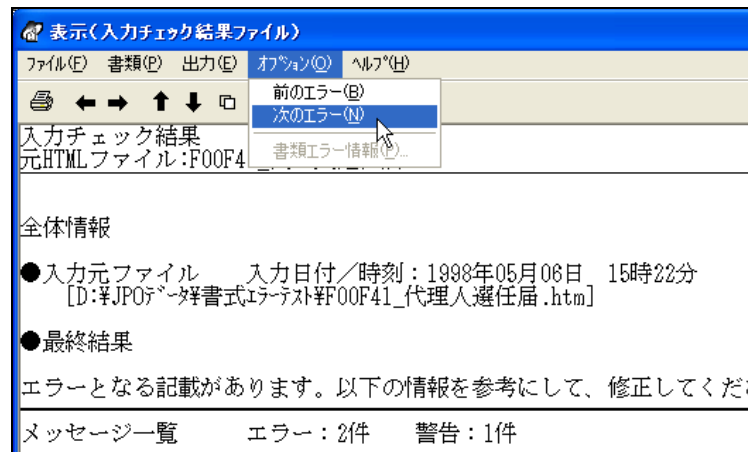 表示(入力チェック結果ファイル)
ファイル(F) 書類(P) 出力(E) オプション(O) ヘルプ(H)
前のエラー(B)
次のエラー(N)
書類エラー情報(P)...
入力チェック結果
元HTMLファイル:F00F4
全体情報
●入力元ファイル 入力日付/時刻:1998年05月06日 15時22分
[D:¥JPOデータ¥書式エラーテスト¥F00F41_代理人選任届.htm]
●最終結果
エラーとなる記載があります。以下の情報を参考にして、修正してくだ
メッセージ一覧 エラー:2件 警告:1件